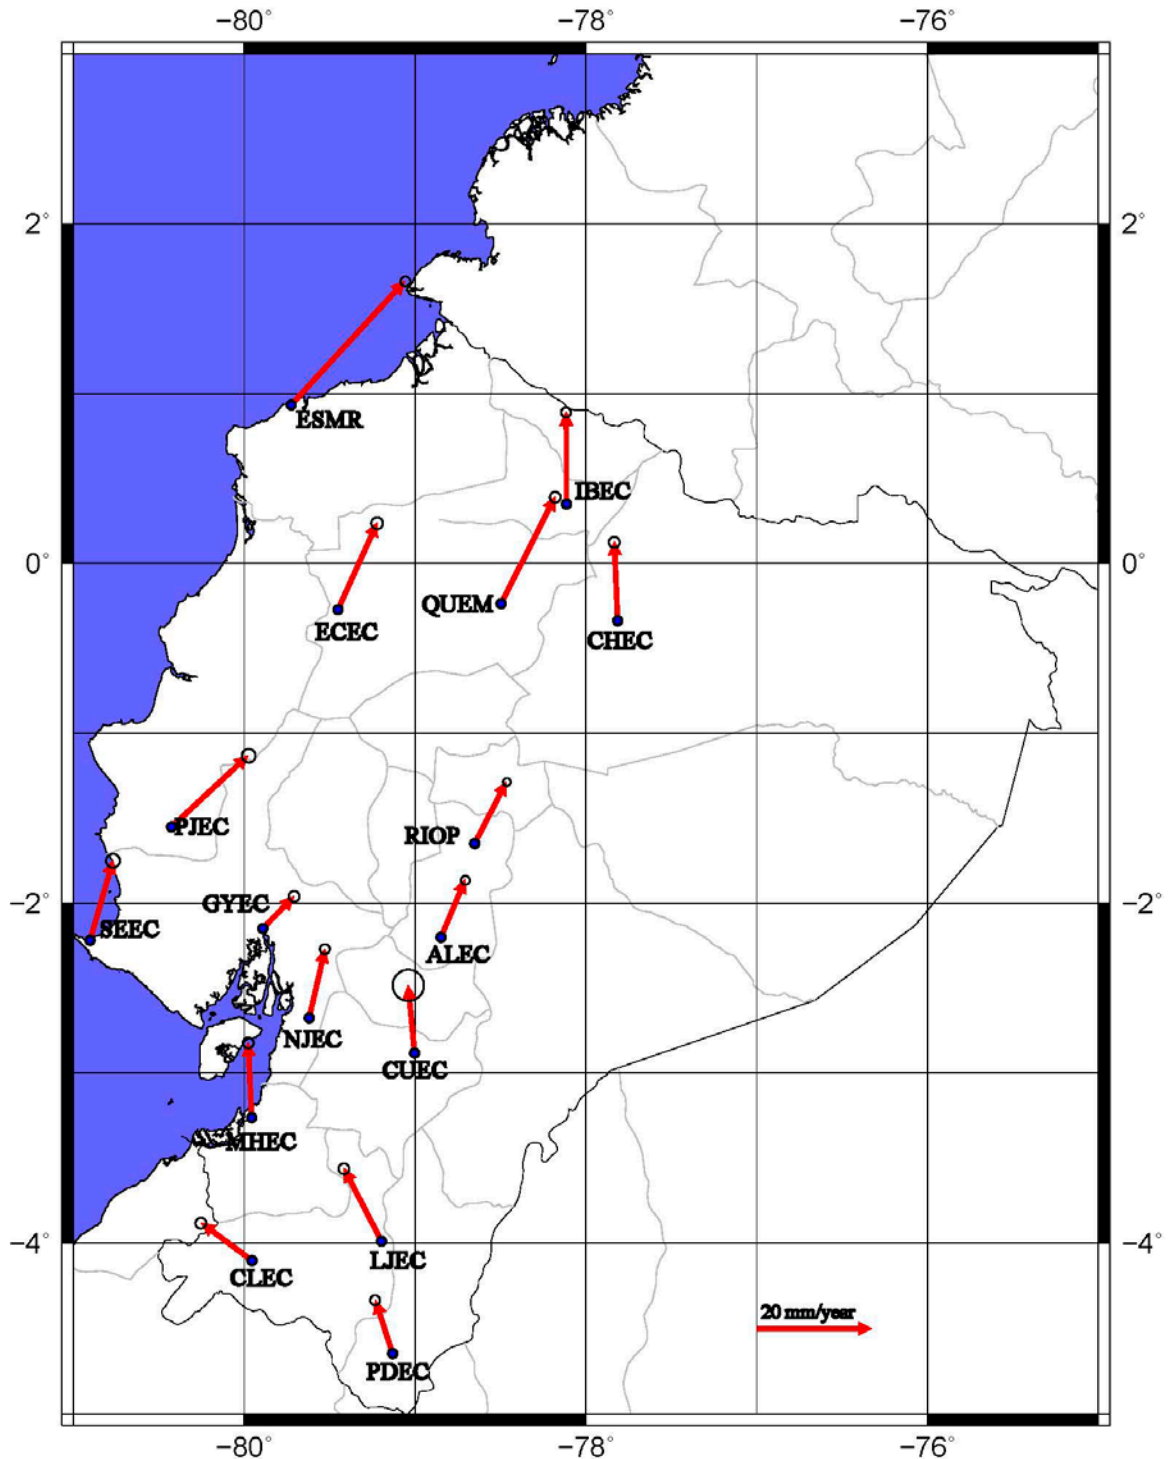 −80° −78° −76°
2° 2°
ESMR
IBEC
0° 0°
QUEM
ECEC
CHEC
PJEC
RIOP
−2° GYEC −2°
SEEC
ALEC
NJEC
CUEC
MHEC
−4° −4°
LJEC
CLEC
20 mm/year
PDEC
−80° −78° −76°